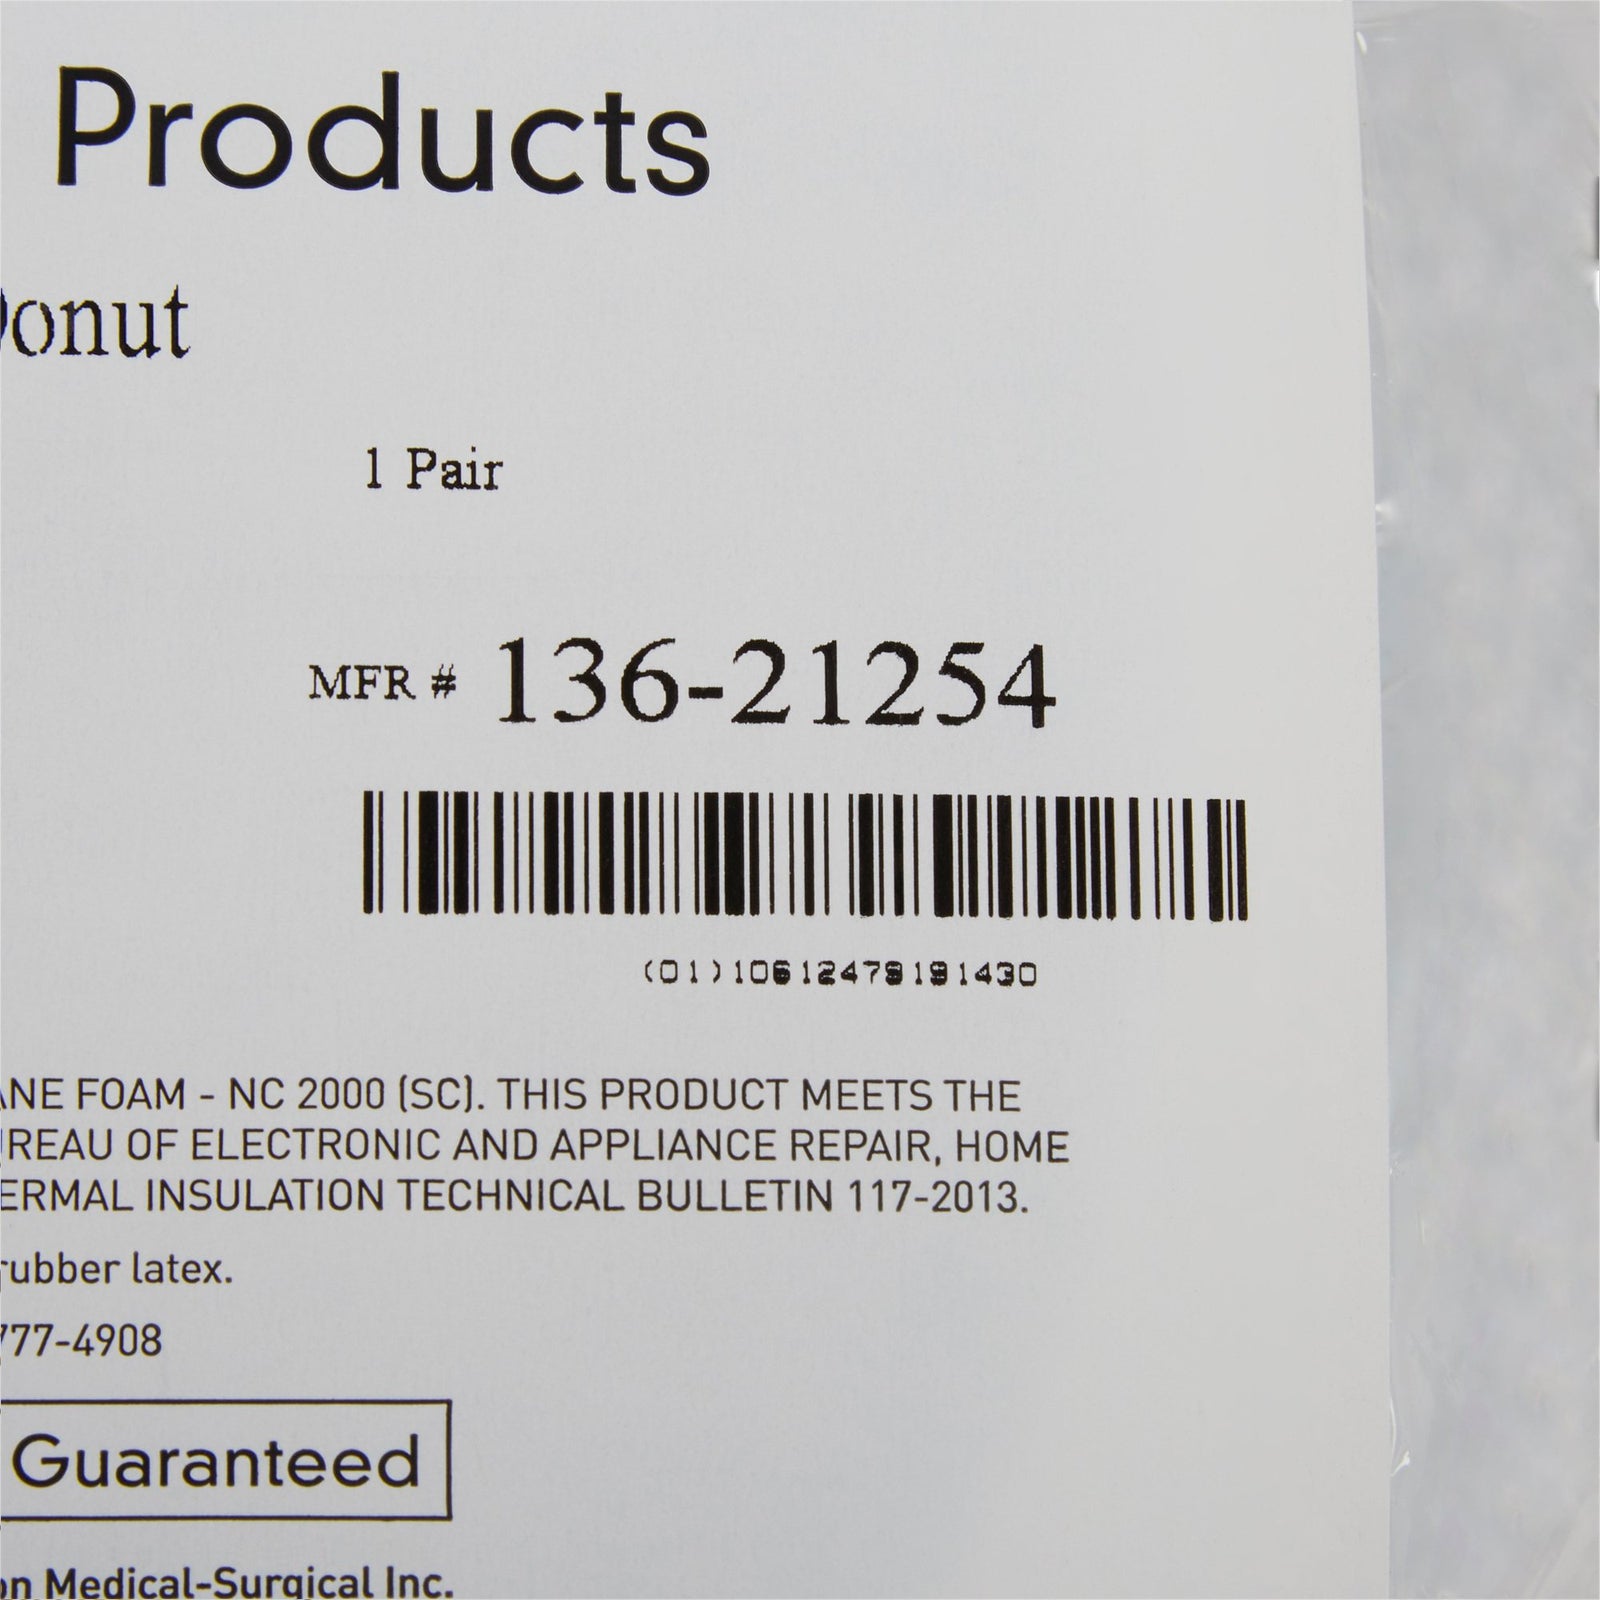 Products
Donut
1 Pair
MFR # 136-21254
(01)10612479191430
ANE FOAM - NC 2000 (SC). THIS PRODUCT MEETS THE
UREAU OF ELECTRONIC AND APPLIANCE REPAIR, HOME
ERMAL INSULATION TECHNICAL BULLETIN 117-2013.
rubber latex.
777-4908
Guaranteed
on Medical-Surgical Inc.